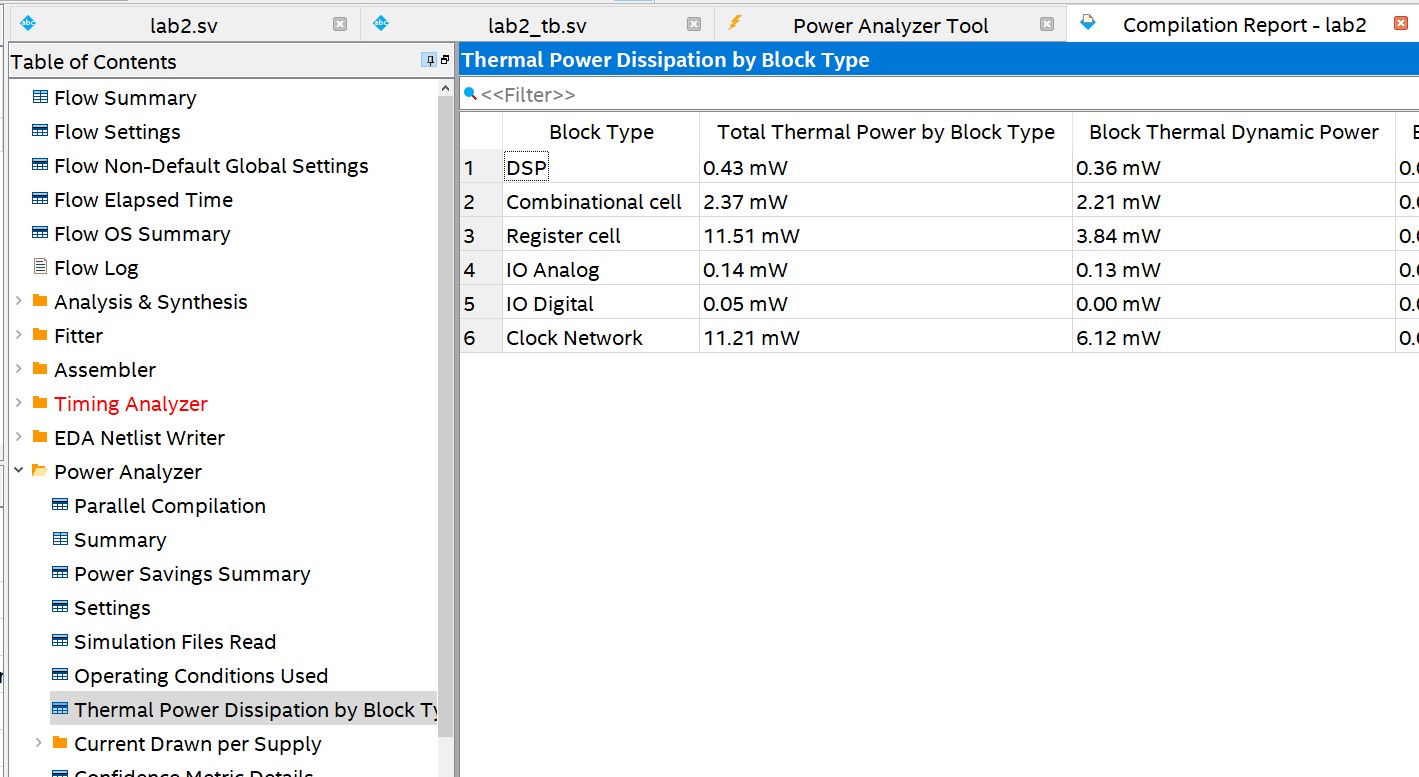 lab2.sv
lab2_tb.sv
Power Analyzer Tool
Compilation Report - lab2
Table of Contents
Flow Summary
Flow Settings
Flow Non-Default Global Settings
Flow Elapsed Time
Flow OS Summary
Flow Log
Analysis & Synthesis
Fitter
Assembler
Timing Analyzer
EDA Netlist Writer
Power Analyzer
Parallel Compilation
Summary
Power Savings Summary
Settings
Simulation Files Read
Operating Conditions Used
Thermal Power Dissipation by Block Ty
Current Drawn per Supply
Confidence Metric Details
Thermal Power Dissipation by Block Type
<<Filter>>
Block Type Total Thermal Power by Block Type Block Thermal Dynamic Power
1 DSP 0.43 mW 0.36 mW
2 Combinational cell 2.37 mW 2.21 mW
3 Register cell 11.51 mW 3.84 mW
4 IO Analog 0.14 mW 0.13 mW
5 IO Digital 0.05 mW 0.00 mW
6 Clock Network 11.21 mW 6.12 mW